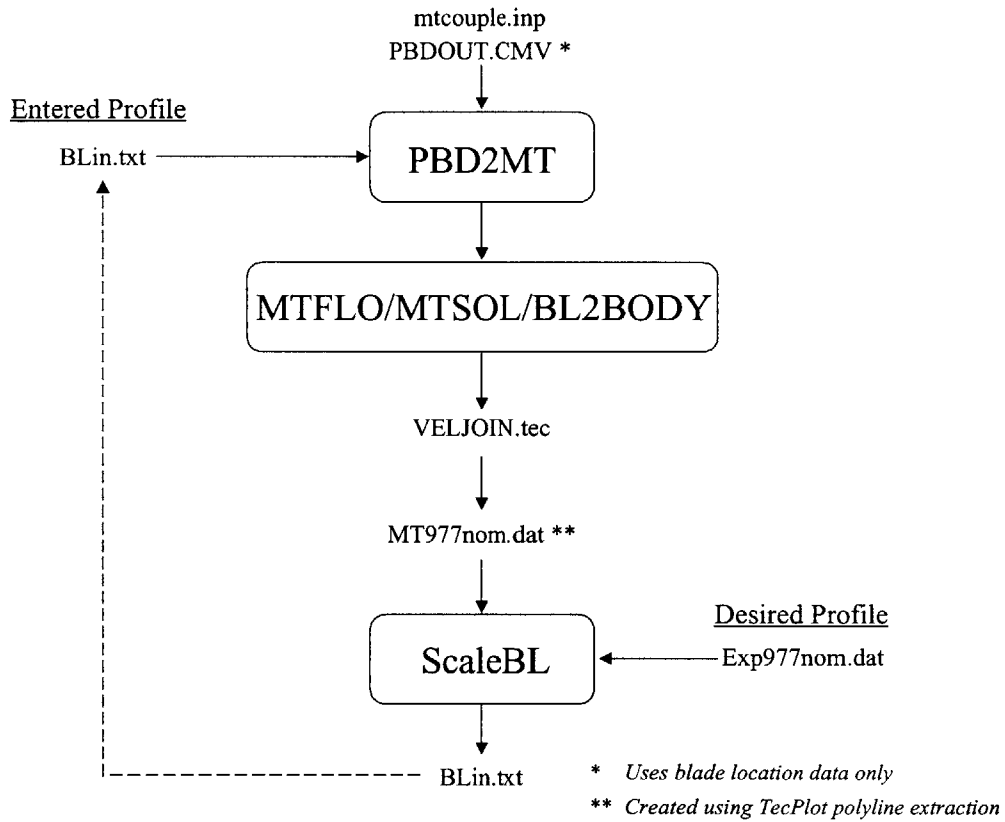 mtcouple.inp
PBDOUT.CMV *
Entered Profile
BLin.txt
PBD2MT
MTFLO/MTSOL/BL2BODY
VELJOIN.tec
MT977nom.dat **
Desired Profile
ScaleBL
Exp977nom.dat
BLin.txt
* Uses blade location data only
** Created using TecPlot polyline extraction